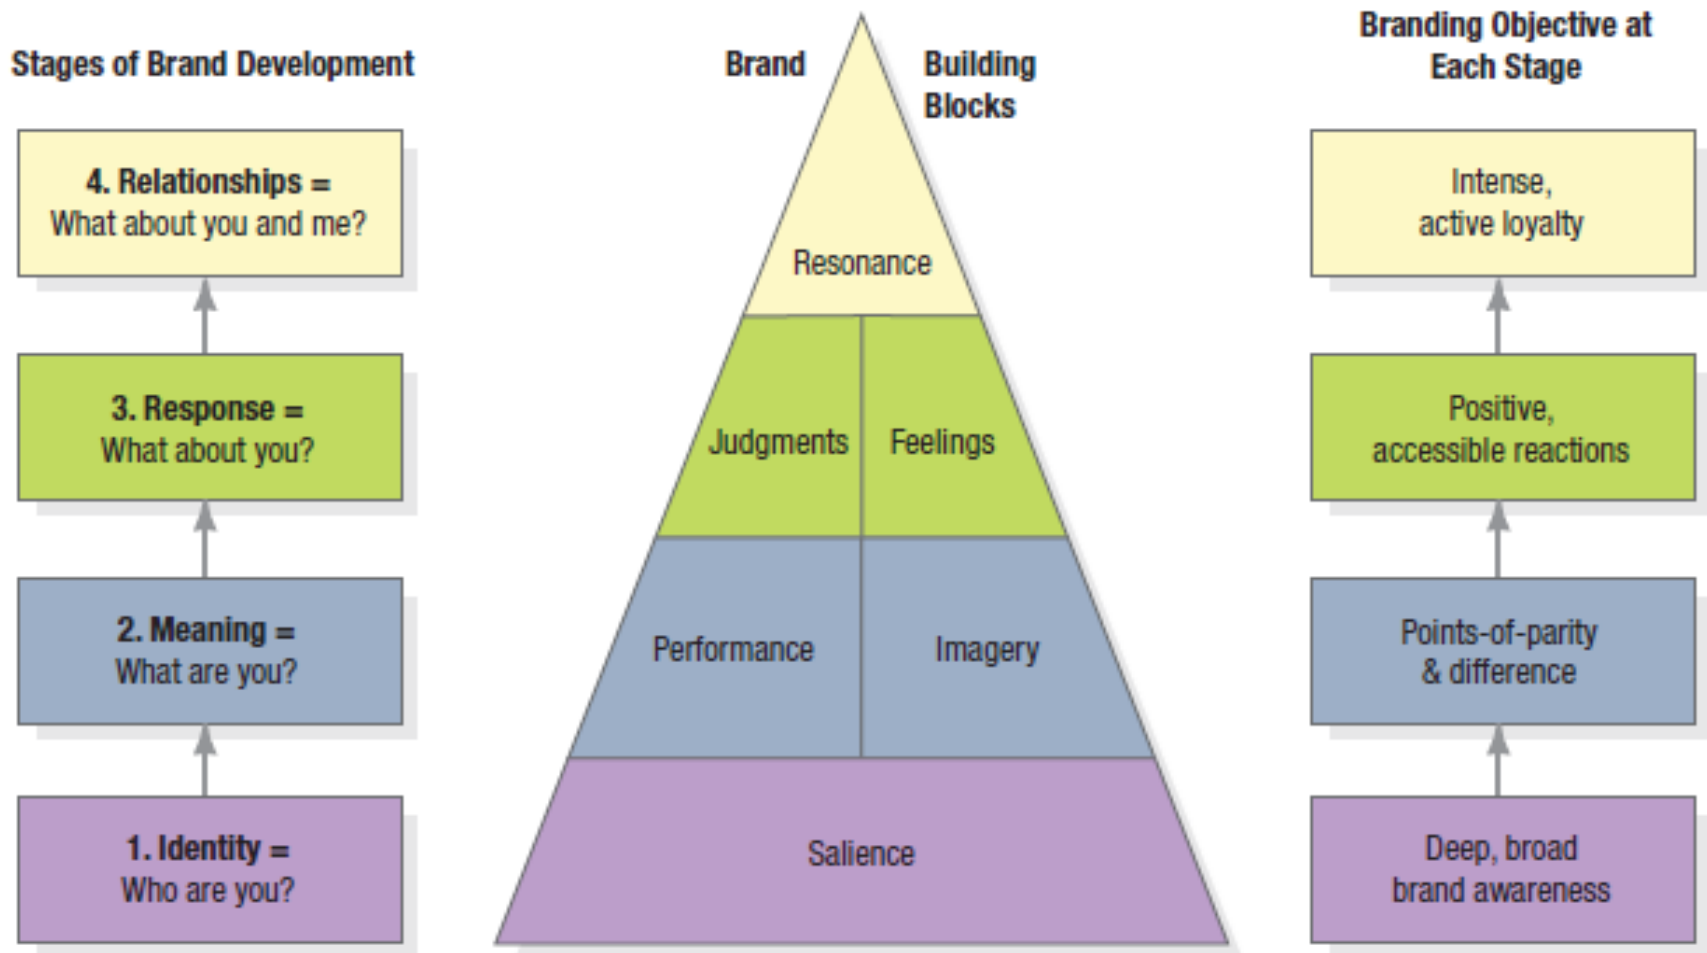 Stages of Brand Development
4. Relationships =
What about you and me?
3. Response =
What about you?
2. Meaning =
What are you?
1. Identity =
Who are you?
Brand
Building
Blocks
Resonance
Judgments
Feelings
Performance
Imagery
Salience
Branding Objective at
Each Stage
Intense,
active loyalty
Positive,
accessible reactions
Points-of-parity
& difference
Deep, broad
brand awareness